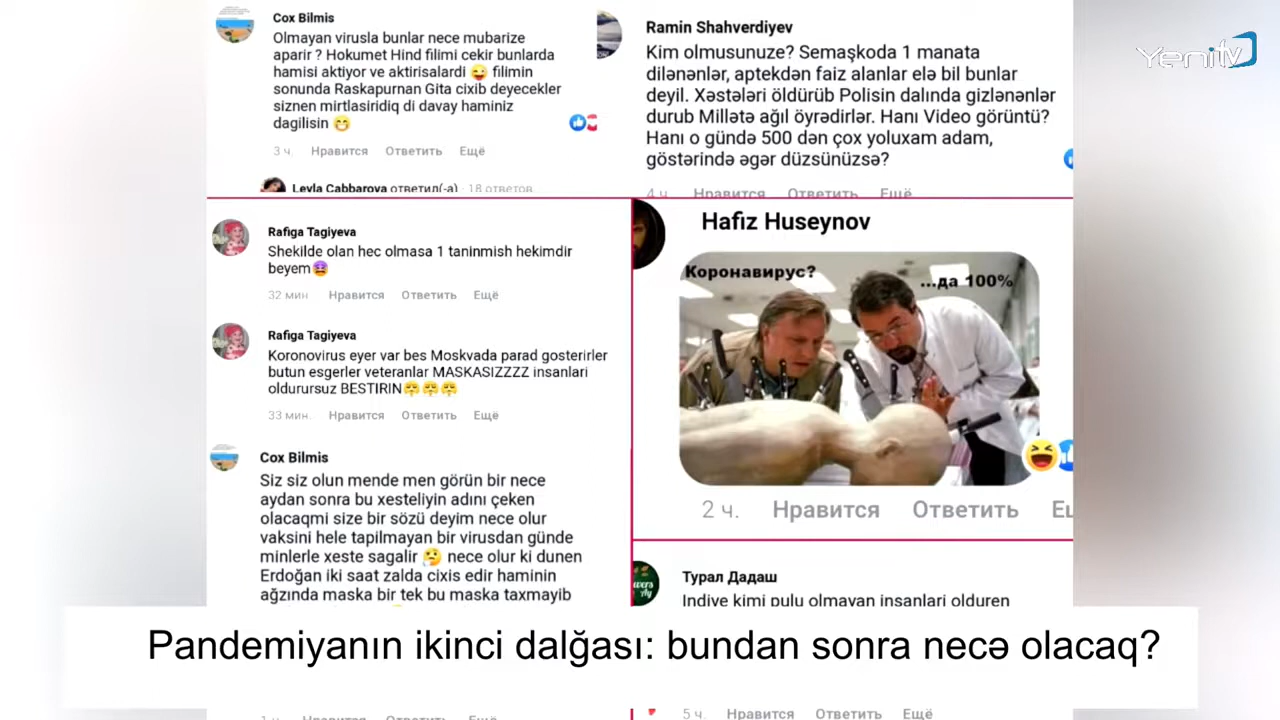 Cox Bilmis
Olmayan virusla bunlar nece mubarize
aparir ? Hokumet Hind filimi cekir bunlarda
hamisi aktiyor ve aktirisalardi 😜 filimin
sonunda Raskapurnan Gita cixib deyecekler
siznen mirtlasiridiq di davay haminiz
dagilisin 😁
3 ч. Нравится Ответить Ещё
Leyla Cabbarova ответил(-а) · 18 ответов
Ramin Shahverdiyev
Kim olmusunuze? Semaşkoda 1 manata
dilənənlər, aptekdən faiz alanlar elə bil bunlar
deyil. Xəstələri öldürüb Polisin dalında gizlənənlər
durub Millətə ağıl öyrədirlər. Hanı Video görüntü?
Hanı o gündə 500 dən çox yoluxam adam,
göstərində əgər düzsünüzsə?
4 ч. Нравится Ответить Ещё
Yeni tv
Rafiga Tagiyeva
Shekilde olan hec olmasa 1 taninmish hekimdir
beyem😝
32 мин Нравится Ответить Ещё
Rafiga Tagiyeva
Koronovirus eyer var bes Moskvada parad gosterirler
butun esgerler veteranlar MASKASIZZZZ insanlari
oldurursuz BESTIRIN😤😤😤
33 мин. Нравится Ответить Ещё
Cox Bilmis
Siz siz olun mende men görün bir nece
aydan sonra bu xesteliyin adını çeken
olacaqmi size bir sözü deyim nece olur
vaksini hele tapilmayan bir virusdan günde
minlerle xeste sagalir 🤔 nece olur ki dunen
Erdoğan iki saat zalda cixis edir haminin
ağzında maska bir tek bu maska taxmayib
Hafiz Huseynov
Коронавирус?
...да 100%
2 ч. Нравится Ответить
Турал Дадаш
Indiye kimi pulu olmayan insanlari olduren
Pandemiyanın ikinci dalğası: bundan sonra necə olacaq?
1 ч Нравится Ответить Ещё
5 ч. Нравится Ответить Ещё